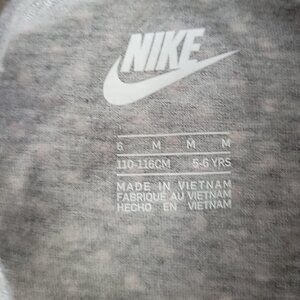 NIKE
6 M M M
110-116CM 5-6 YRS
MADE IN VIETNAM
FABRIQUÉ AU VIETNAM
HECHO EN VIETNAM